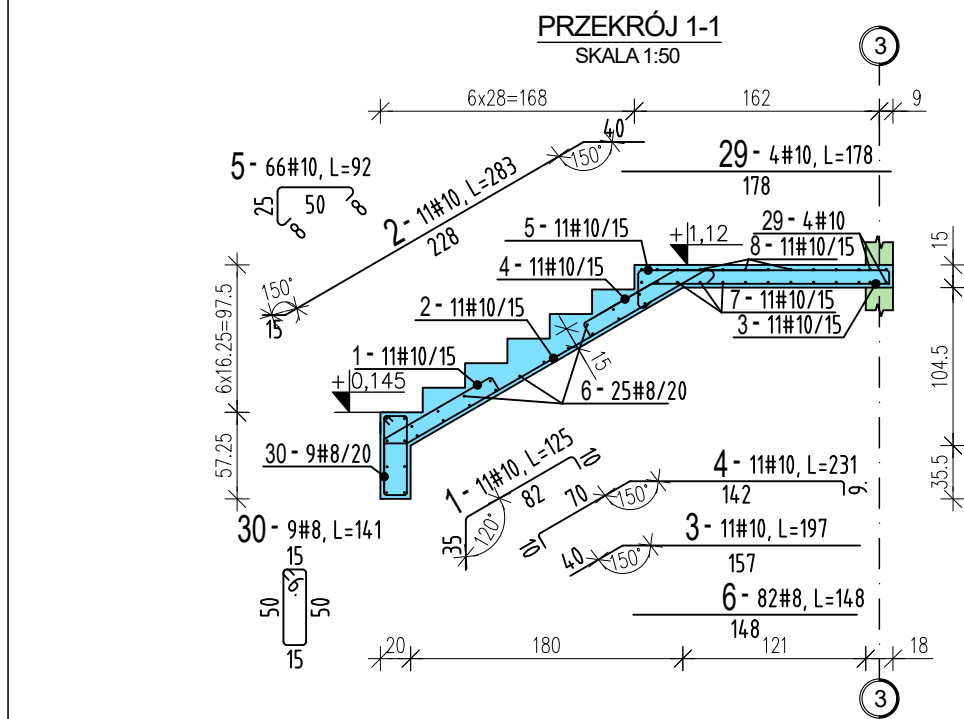 PRZEKRÓJ 1-1
SKALA 1:50
3
6x28=168
162
9
40
150°
5 - 66#10, L=92
25
50
8
8
2 - 11#10, L=283
228
150°
15
29 - 4#10, L=178
178
29 - 4#10
5 - 11#10/15
+1,12
8 - 11#10/15
4 - 11#10/15
7 - 11#10/15
2 - 11#10/15
3 - 11#10/15
15
1 - 11#10/15
+0,145
6 - 25#8/20
15
104.5
35.5
6x16.25=97.5
57.25
30 - 9#8/20
1 - 11#10, L=125
10
82
35
120°
4 - 11#10, L=231
142
9.
70
150°
10
3 - 11#10, L=197
157
40
150°
30 - 9#8, L=141
15
6.
50
50
15
6 - 82#8, L=148
148
20
180
121
18
3